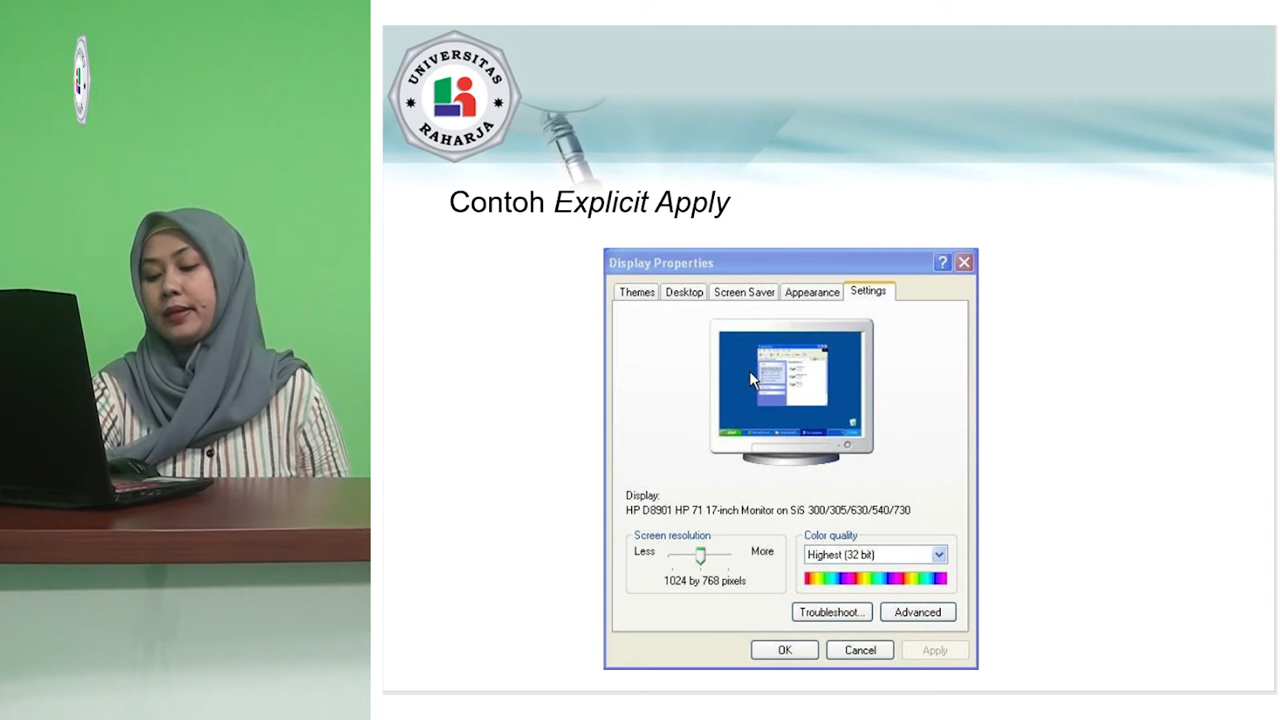 UNIVERSITAS
RAHARJA
Contoh Explicit Apply
Display Properties
Themes
Desktop
Screen Saver
Appearance
Settings
Display:
HP D8901 HP 71 17-inch Monitor on SiS 300/305/630/540/730
Screen resolution
Less
More
1024 by 768 pixels
Color quality
Highest (32 bit)
Troubleshoot...
Advanced
OK
Cancel
Apply